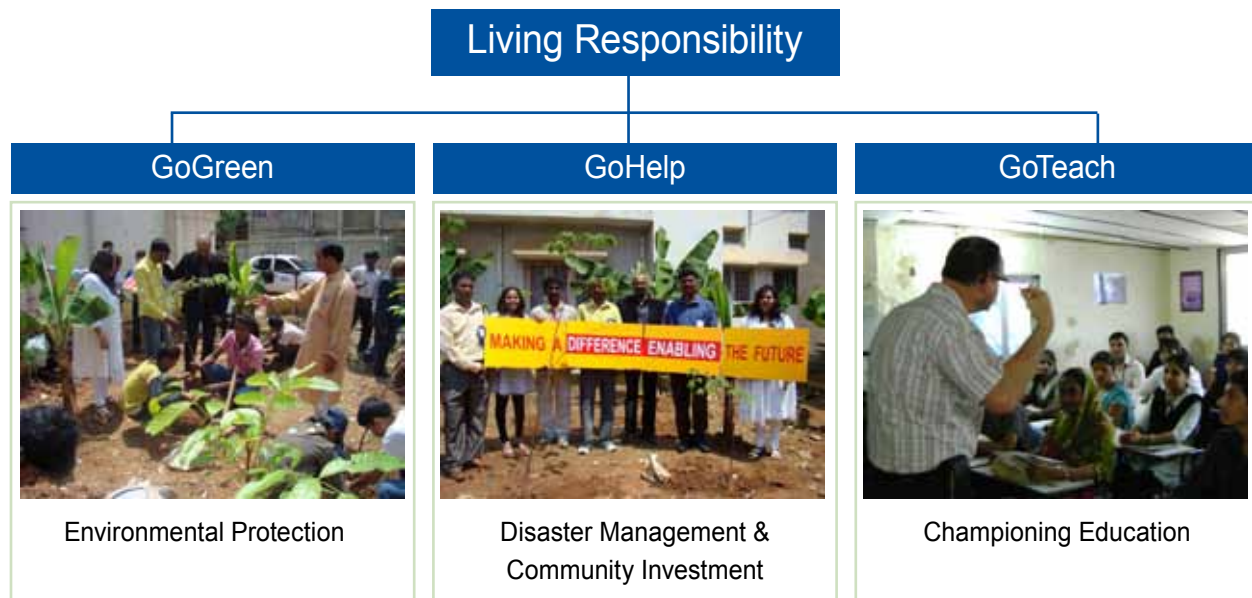 Living Responsibility
GoGreen
GoHelp
GoTeach
MAKING A DIFFERENCE ENABLING THE FUTURE
Environmental Protection
Disaster Management &
Community Investment
Championing Education